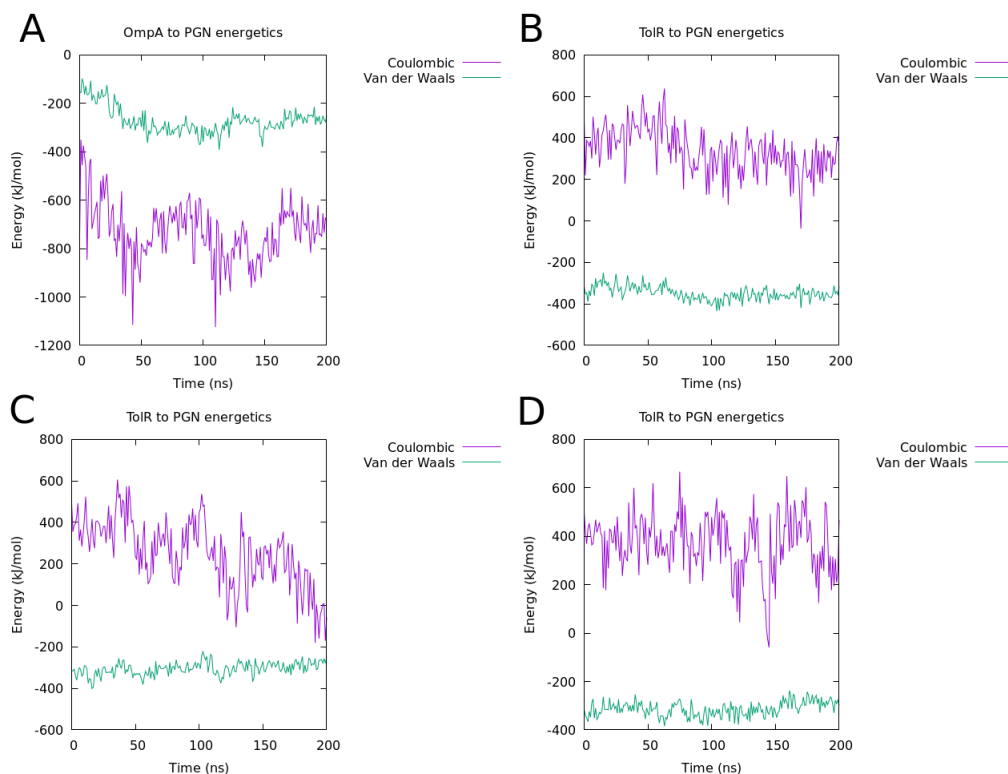 A
OmpA to PGN energetics
Coulombic
Van der Waals
Energy (kJ/mol)
0
-200
-400
-600
-800
-1000
-1200
0 50 100 150 200
Time (ns)
B
TolR to PGN energetics
Coulombic
Van der Waals
Energy (kJ/mol)
800
600
400
200
0
-200
-400
-600
0 50 100 150 200
Time (ns)
C
TolR to PGN energetics
Coulombic
Van der Waals
Energy (kJ/mol)
800
600
400
200
0
-200
-400
-600
0 50 100 150 200
Time (ns)
D
TolR to PGN energetics
Coulombic
Van der Waals
Energy (kJ/mol)
800
600
400
200
0
-200
-400
0 50 100 150 200
Time (ns)